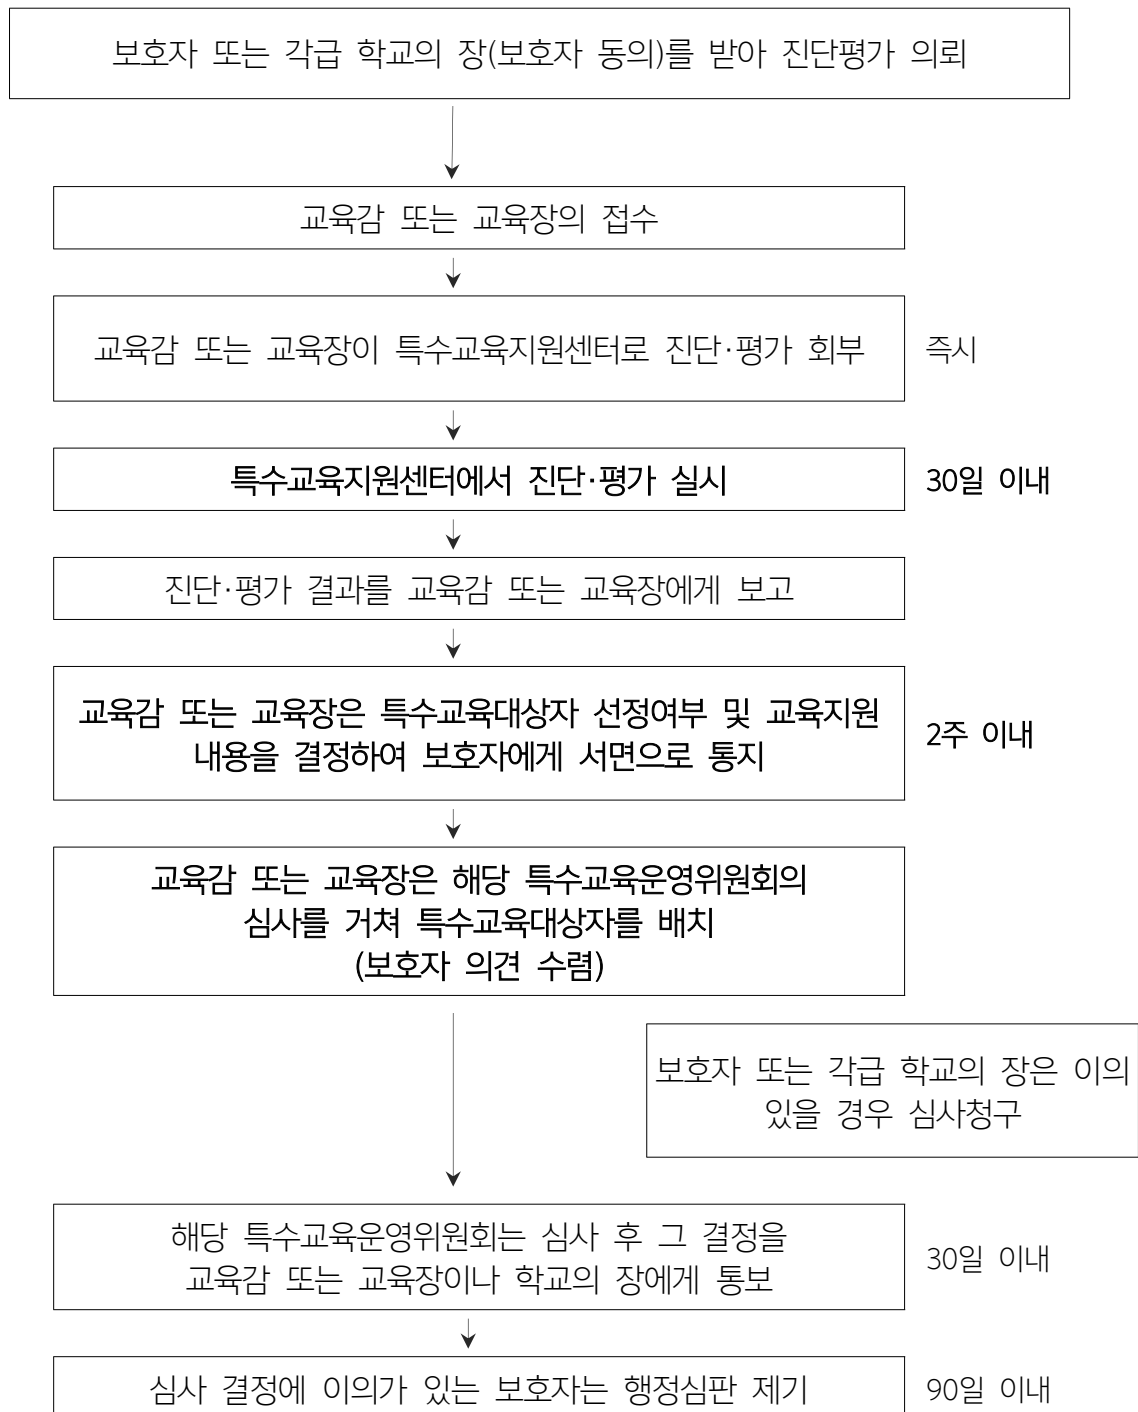 보호자 또는 각급 학교의 장(보호자 동의)를 받아 진단평가 의뢰
교육감 또는 교육장의 접수
교육감 또는 교육장이 특수교육지원센터로 진단·평가 회부
즉시
특수교육지원센터에서 진단·평가 실시
30일 이내
진단·평가 결과를 교육감 또는 교육장에게 보고
교육감 또는 교육장은 특수교육대상자 선정여부 및 교육지원
내용을 결정하여 보호자에게 서면으로 통지
2주 이내
교육감 또는 교육장은 해당 특수교육운영위원회의
심사를 거쳐 특수교육대상자를 배치
(보호자 의견 수렴)
보호자 또는 각급 학교의 장은 이의
있을 경우 심사청구
해당 특수교육운영위원회는 심사 후 그 결정을
교육감 또는 교육장이나 학교의 장에게 통보
30일 이내
심사 결정에 이의가 있는 보호자는 행정심판 제기
90일 이내